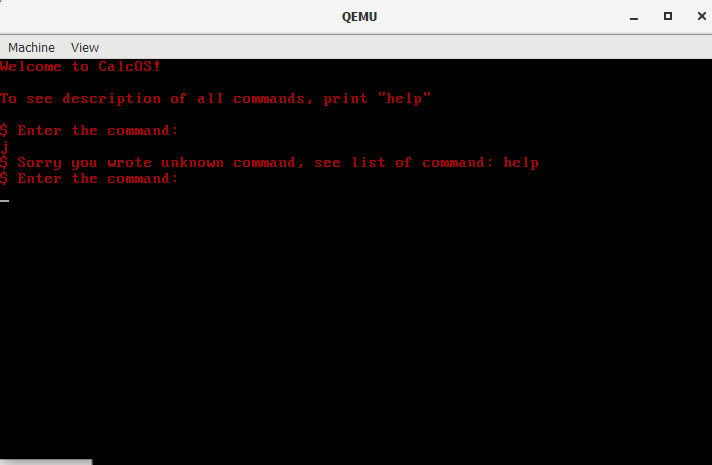 QEMU
Machine View
Welcome to CalcOS!
To see description of all commands, print "help"
$ Enter the command:
j
$ Sorry you wrote unknown command, see list of command: help
$ Enter the command: